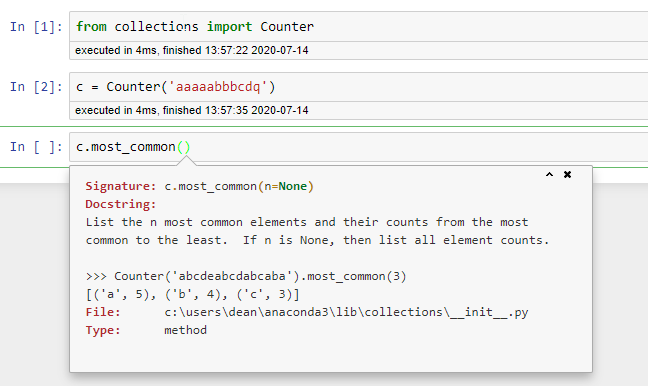 In [1]: from collections import Counter
executed in 4ms, finished 13:57:22 2020-07-14
In [2]: c = Counter('aaaaabbbcdq')
executed in 4ms, finished 13:57:35 2020-07-14
In [ ]: c.most_common()
Signature: c.most_common(n=None)
Docstring:
List the n most common elements and their counts from the most
common to the least.  If n is None, then list all element counts.
>>> Counter('abcdeabcdabcaba').most_common(3)
[('a', 5), ('b', 4), ('c', 3)]
File:      c:\users\dean\anaconda3\lib\collections\__init__.py
Type:      method